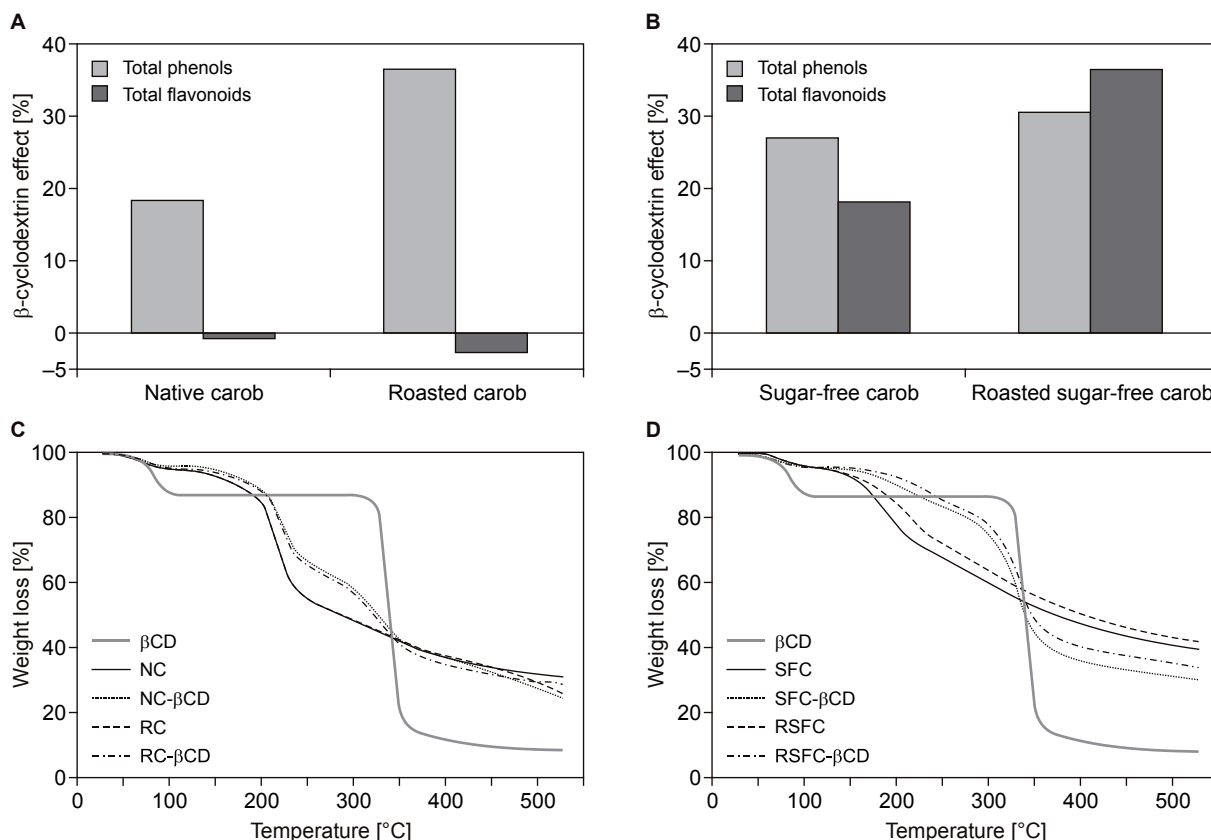 A
40
30
20
10
0
–5
β-cyclodextrin effect [%]
Total phenols
Total flavonoids
Native carob
Roasted carob
B
40
30
20
10
0
–5
β-cyclodextrin effect [%]
Total phenols
Total flavonoids
Sugar-free carob
Roasted sugar-free carob
C
100
80
60
40
20
0
Weight loss [%]
βCD
NC
NC-βCD
RC
RC-βCD
0 100 200 300 400 500
Temperature [°C]
D
100
80
60
40
20
0
Weight loss [%]
βCD
SFC
SFC-βCD
RSFC
RSFC-βCD
0 100 200 300 400 500
Temperature [°C]